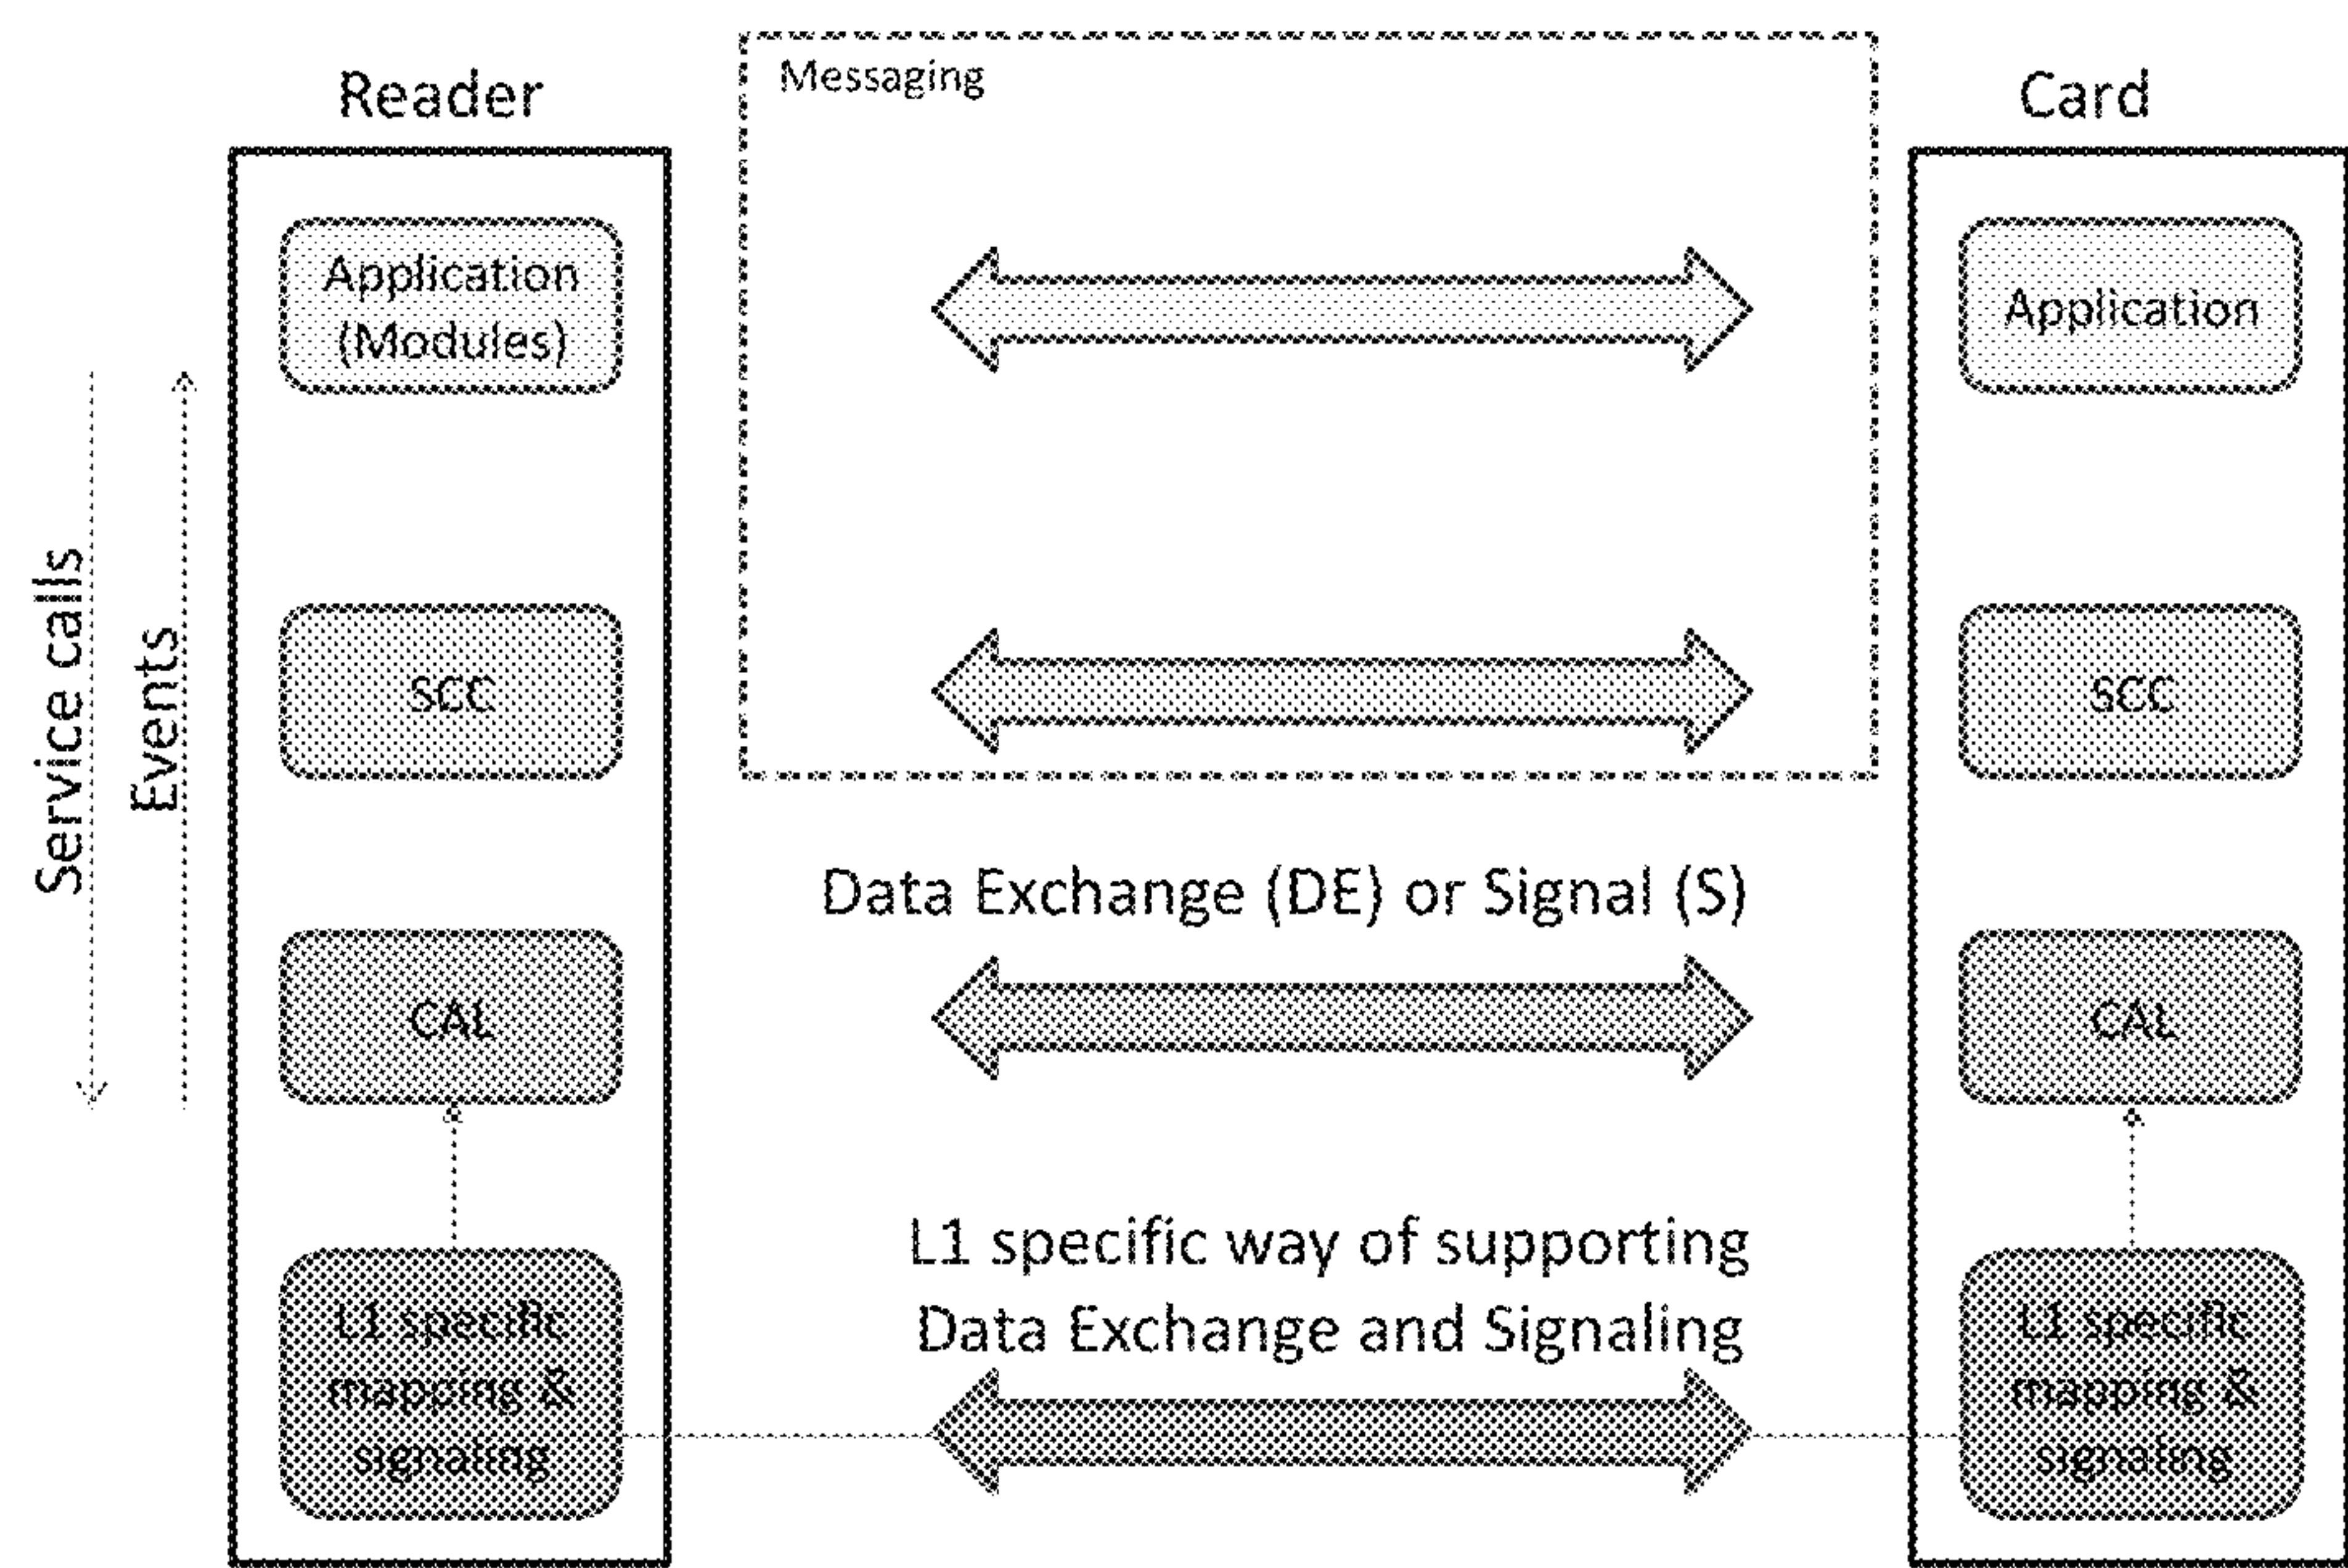 Messaging
Reader
Card
Application
(Modules)
Application
Service calls
Events
SCC
SCC
Data Exchange (DE) or Signal (S)
CAL
CAL
L1 specific way of supporting
Data Exchange and Signaling
L1 specific
mapping &
signaling
L1 specific
mapping &
signaling